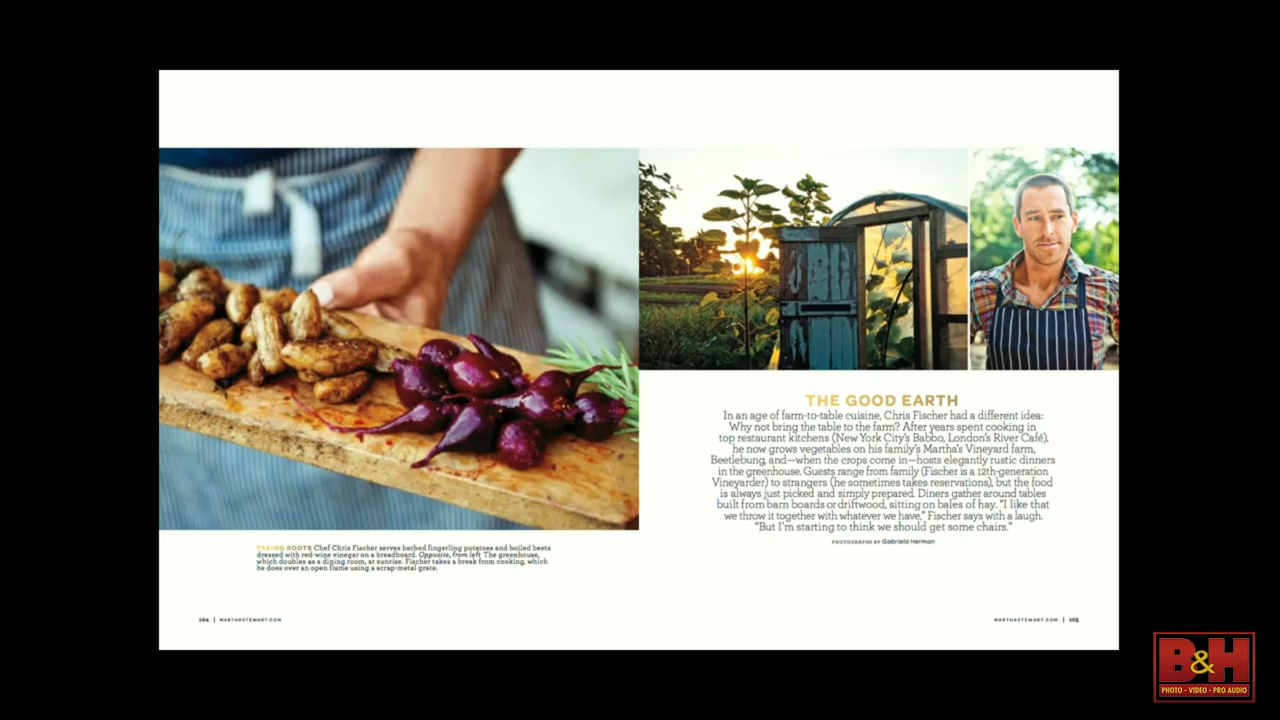 THE GOOD EARTH
In an age of farm-to-table cuisine, Chris Fischer had a different idea:
Why not bring the table to the farm? After years spent cooking in
top restaurant kitchens (New York City's Babbo, London's River Café),
he now grows vegetables on his family's Martha's Vineyard farm,
Beetlebung, and—when the crops come in—hosts elegantly rustic dinners
in the greenhouse. Guests range from family (Fischer is a 12th-generation
Vineyarder) to strangers (he sometimes takes reservations), but the food
is always just picked and simply prepared. Diners gather around tables
built from barn boards or driftwood, sitting on bales of hay. "I like that
we throw it together with whatever we have," Fischer says with a laugh.
"But I'm starting to think we should get some chairs."
PHOTOGRAPHS BY Gabriela Herman
TAKING ROOTS Chef Chris Fischer serves herbed fingerling potatoes and boiled beets
dressed with red-wine vinegar on a breadboard. Opposite, from left: The greenhouse,
which doubles as a dining room, at sunrise. Fischer takes a break from cooking, which
he does over an open flame using a scrap-metal grate.
104 | MARTHASTEWART.COM
MARTHASTEWART.COM | 105
B&H
PHOTO - VIDEO - PRO AUDIO